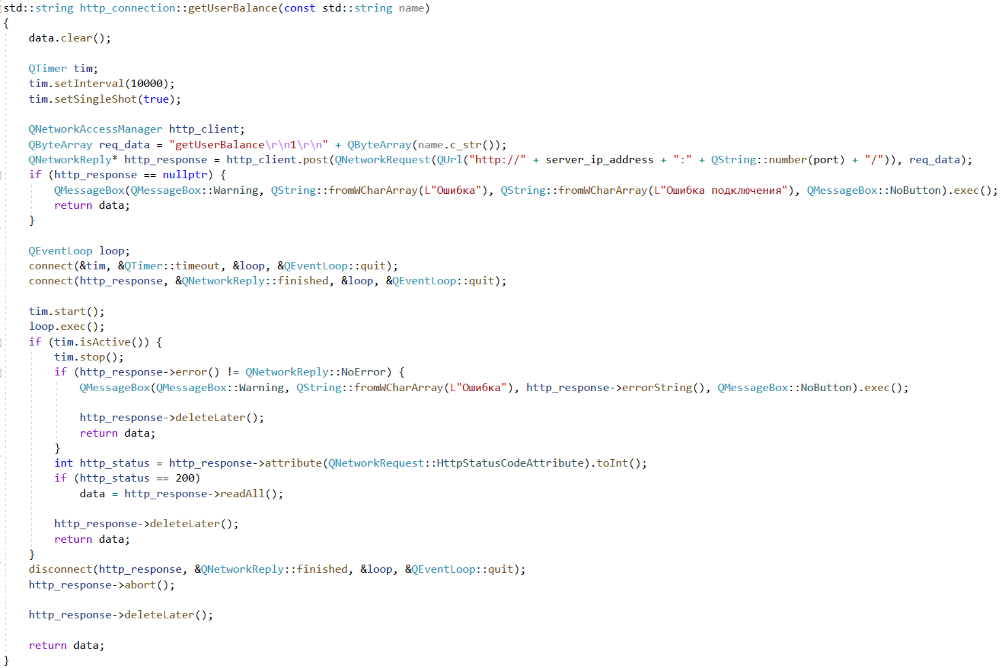 std::string http_connection::getUserBalance(const std::string name)
{
    data.clear();

    QTimer tim;
    tim.setInterval(10000);
    tim.setSingleShot(true);

    QNetworkAccessManager http_client;
    QByteArray req_data = "getUserBalance\r\n1\r\n" + QByteArray(name.c_str());
    QNetworkReply* http_response = http_client.post(QNetworkRequest(QUrl("http://" + server_ip_address + ":" + QString::number(port) + "/")), req_data);
    if (http_response == nullptr) {
        QMessageBox(QMessageBox::Warning, QString::fromWCharArray(L"Ошибка"), QString::fromWCharArray(L"Ошибка подключения"), QMessageBox::NoButton).exec();
        return data;
    }

    QEventLoop loop;
    connect(&tim, &QTimer::timeout, &loop, &QEventLoop::quit);
    connect(http_response, &QNetworkReply::finished, &loop, &QEventLoop::quit);

    tim.start();
    loop.exec();
    if (tim.isActive()) {
        tim.stop();
        if (http_response->error() != QNetworkReply::NoError) {
            QMessageBox(QMessageBox::Warning, QString::fromWCharArray(L"Ошибка"), http_response->errorString(), QMessageBox::NoButton).exec();

            http_response->deleteLater();
            return data;
        }
        int http_status = http_response->attribute(QNetworkRequest::HttpStatusCodeAttribute).toInt();
        if (http_status == 200)
            data = http_response->readAll();

        http_response->deleteLater();
        return data;
    }
    disconnect(http_response, &QNetworkReply::finished, &loop, &QEventLoop::quit);
    http_response->abort();

    http_response->deleteLater();

    return data;
}